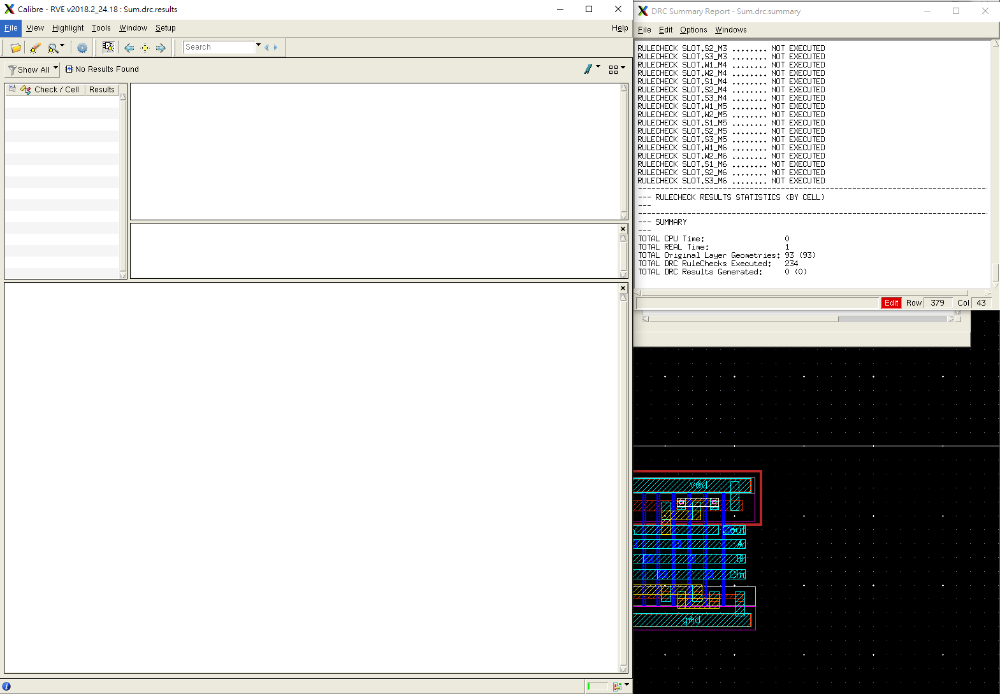 Calibre - RVE v2018.2_24.18 : Sum.drc.results
File View Highlight Tools Window Setup Help
Search
Show All No Results Found
Check / Cell Results
DRC Summary Report - Sum.drc.summary
File Edit Options Windows
RULECHECK SLOT.S2_M3 ........ NOT EXECUTED
RULECHECK SLOT.S3_M3 ........ NOT EXECUTED
RULECHECK SLOT.W1_M4 ........ NOT EXECUTED
RULECHECK SLOT.W2_M4 ........ NOT EXECUTED
RULECHECK SLOT.S1_M4 ........ NOT EXECUTED
RULECHECK SLOT.S2_M4 ........ NOT EXECUTED
RULECHECK SLOT.S3_M4 ........ NOT EXECUTED
RULECHECK SLOT.W1_M5 ........ NOT EXECUTED
RULECHECK SLOT.W2_M5 ........ NOT EXECUTED
RULECHECK SLOT.S1_M5 ........ NOT EXECUTED
RULECHECK SLOT.S2_M5 ........ NOT EXECUTED
RULECHECK SLOT.S3_M5 ........ NOT EXECUTED
RULECHECK SLOT.W1_M6 ........ NOT EXECUTED
RULECHECK SLOT.W2_M6 ........ NOT EXECUTED
RULECHECK SLOT.S1_M6 ........ NOT EXECUTED
RULECHECK SLOT.S2_M6 ........ NOT EXECUTED
RULECHECK SLOT.S3_M6 ........ NOT EXECUTED
--- RULECHECK RESULTS STATISTICS (BY CELL)
---
--- SUMMARY
---
TOTAL CPU Time: 0
TOTAL REAL Time: 1
TOTAL Original Layer Geometries: 93 (93)
TOTAL DRC RuleChecks Executed: 234
TOTAL DRC Results Generated: 0 (0)
Edit Row 379 Col 43
vdd
Cout
A
B
Cin
gnd